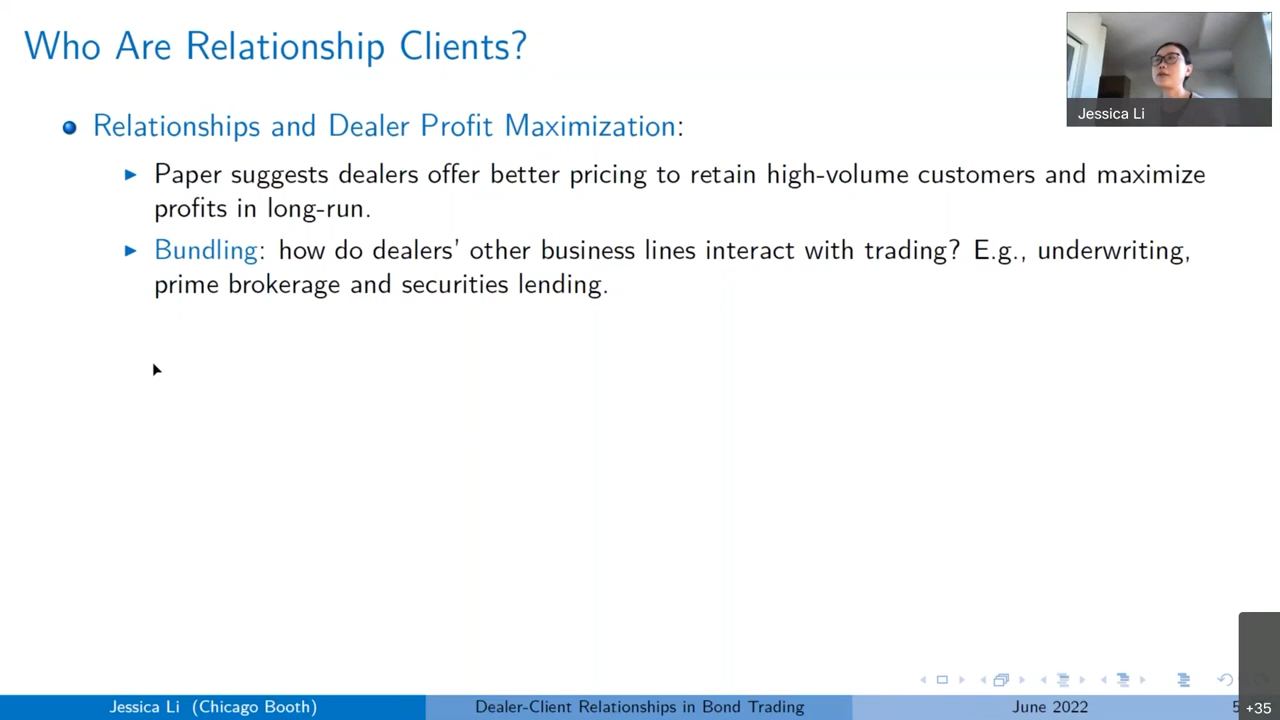 Who Are Relationship Clients?
Jessica Li
Relationships and Dealer Profit Maximization:
Paper suggests dealers offer better pricing to retain high-volume customers and maximize
profits in long-run.
Bundling: how do dealers' other business lines interact with trading? E.g., underwriting,
prime brokerage and securities lending.
Jessica Li (Chicago Booth)
Dealer-Client Relationships in Bond Trading
June 2022
+35